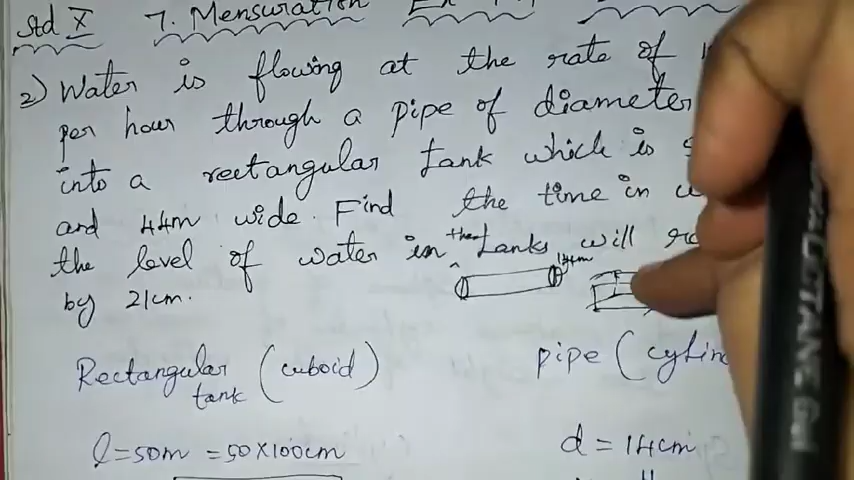 Std X 7. Mensuration Ex
2) Water is flowing at the rate of
per hour through a pipe of diameter
into a rectangular tank which is
and 44m wide. Find the time in
the level of water in the tanks will
by 21cm.
14cm
Rectangular tank (cuboid) pipe
l = 50m = 50×100cm d = 14cm